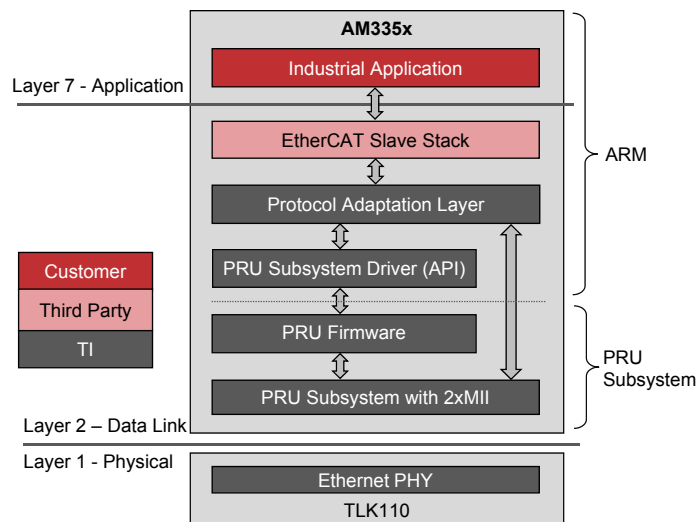 AM335x
Industrial Application
Layer 7 - Application
EtherCAT Slave Stack
ARM
Protocol Adaptation Layer
PRU Subsystem Driver (API)
Customer
Third Party
TI
PRU Firmware
PRU
Subsystem
PRU Subsystem with 2xMII
Layer 2 – Data Link
Layer 1 - Physical
Ethernet PHY
TLK110